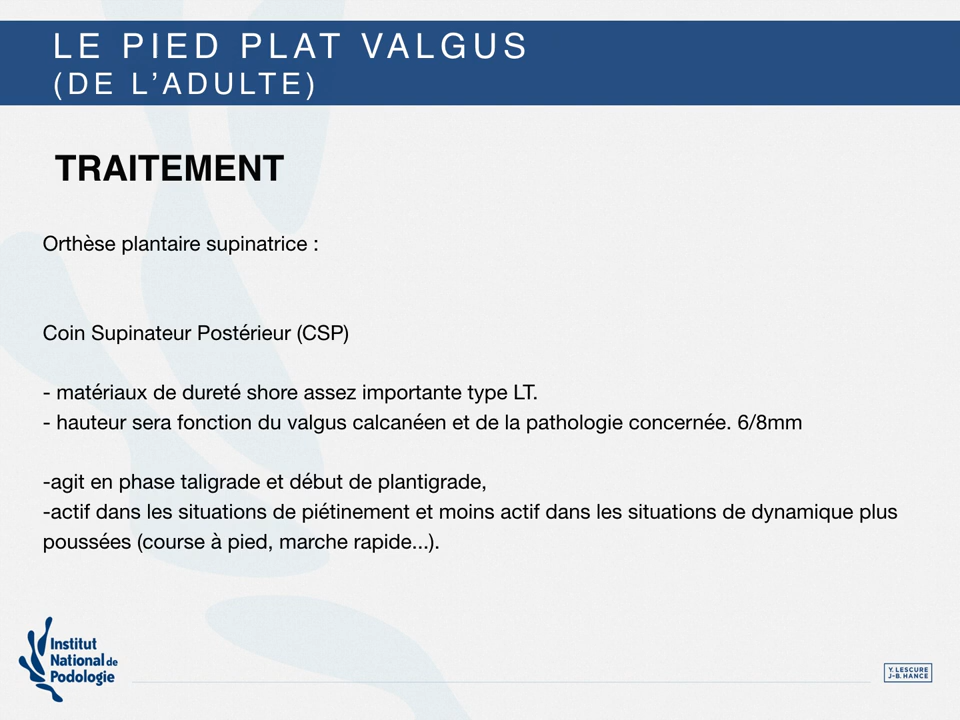 LE PIED PLAT VALGUS
(DE L'ADULTE)
TRAITEMENT
Orthèse plantaire supinatrice :
Coin Supinateur Postérieur (CSP)
- matériaux de dureté shore assez importante type LT.
- hauteur sera fonction du valgus calcanéen et de la pathologie concernée. 6/8mm
-agit en phase taligrade et début de plantigrade,
-actif dans les situations de piétinement et moins actif dans les situations de dynamique plus
poussées (course à pied, marche rapide...).
Institut
National de
Podologie
Y. LESCURE
J-B. HANCE